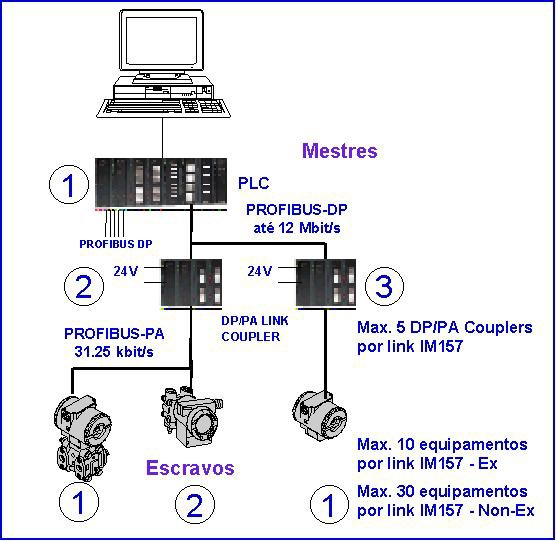 Mestres
1
PLC
PROFIBUS-DP
até 12 Mbit/s
PROFIBUS DP
2
24V
24V
3
DP/PA LINK
COUPLER
PROFIBUS-PA
31.25 kbit/s
Max. 5 DP/PA Couplers
por link IM157
Max. 10 equipamentos
por link IM157 - Ex
Escravos
1
2
1
Max. 30 equipamentos
por link IM157 - Non-Ex